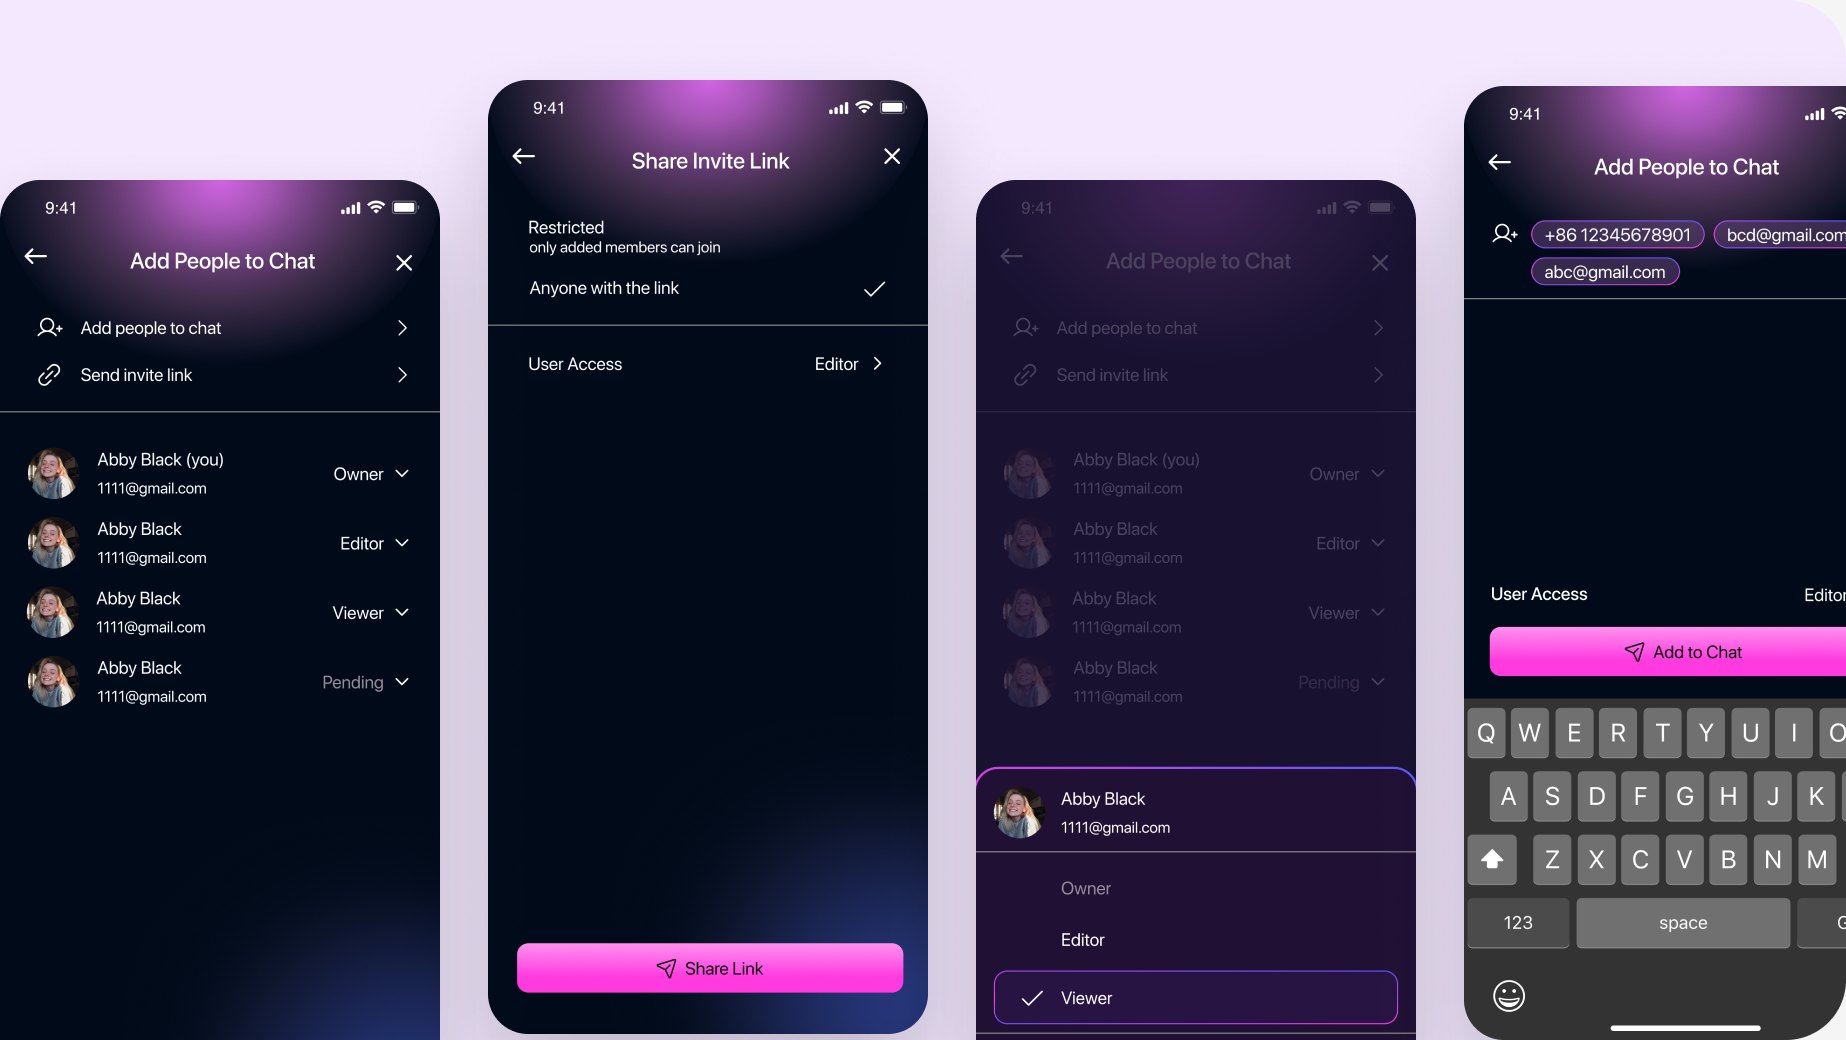 9:41
Add People to Chat
Add people to chat
Send invite link
Abby Black (you)
1111@gmail.com
Owner
Abby Black
1111@gmail.com
Editor
Abby Black
1111@gmail.com
Viewer
Abby Black
1111@gmail.com
Pending
9:41
Share Invite Link
Restricted
only added members can join
Anyone with the link
User Access
Editor
Share Link
9:41
Add People to Chat
Add people to chat
Send invite link
Abby Black (you)
1111@gmail.com
Owner
Abby Black
1111@gmail.com
Editor
Abby Black
1111@gmail.com
Viewer
Abby Black
1111@gmail.com
Pending
Abby Black
1111@gmail.com
Owner
Editor
Viewer
9:41
Add People to Chat
+86 12345678901 bcd@gmail.com
abc@gmail.com
User Access Editor
Add to Chat
Q W E R T Y U I O
A S D F G H J K
Z X C V B N M
123 space